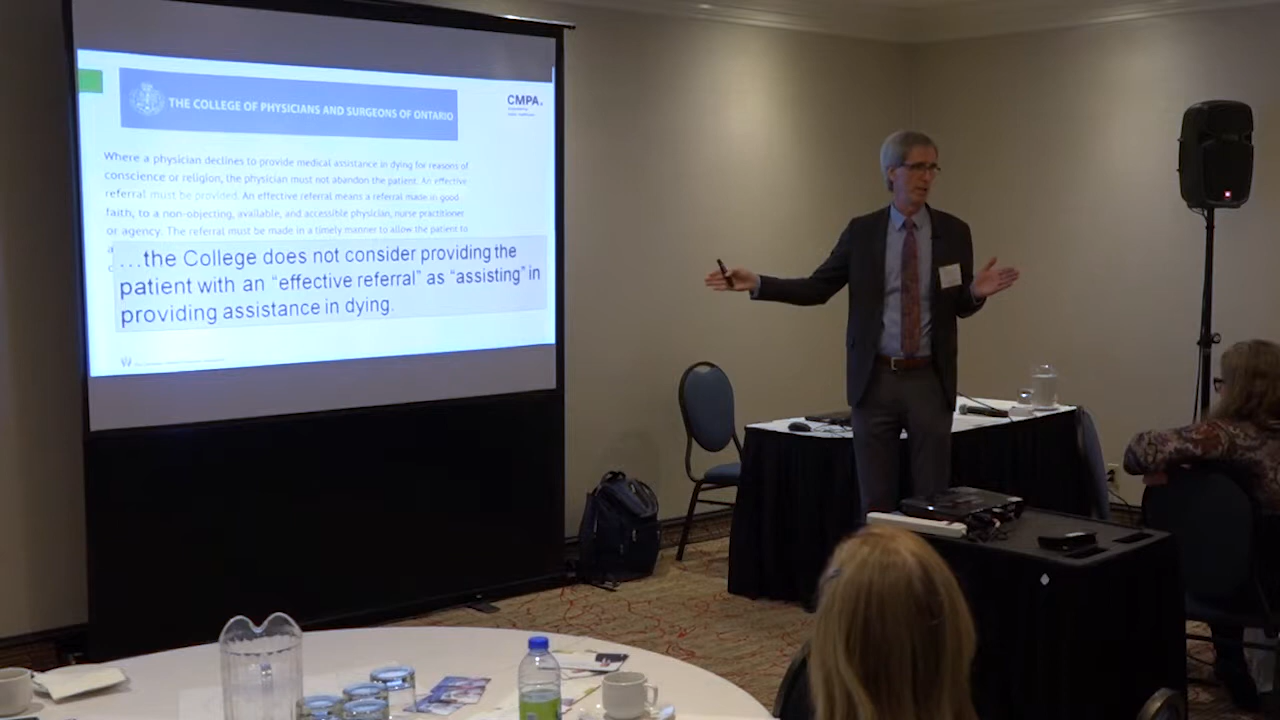 THE COLLEGE OF PHYSICIANS AND SURGEONS OF ONTARIO
CMPA.
Where a physician declines to provide medical assistance in dying for reasons of
conscience or religion, the physician must not abandon the patient. An effective
referral must be provided. An effective referral means a referral made in good
faith, to a non-objecting, available, and accessible physician, nurse practitioner
or agency. The referral must be made in a timely manner to allow the patient to
...the College does not consider providing the
patient with an "effective referral" as "assisting" in
providing assistance in dying.